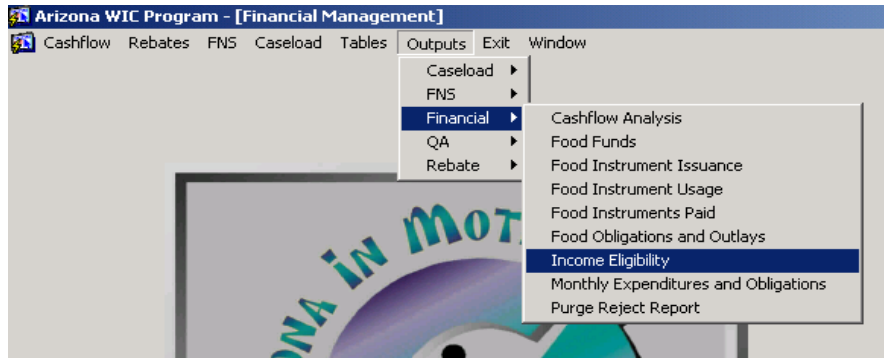 Arizona WIC Program - [Financial Management]
Cashflow Rebates FNS Caseload Tables Outputs Exit Window
Caseload
FNS
Financial
QA
Rebate
Cashflow Analysis
Food Funds
Food Instrument Issuance
Food Instrument Usage
Food Instruments Paid
Food Obligations and Outlays
Income Eligibility
Monthly Expenditures and Obligations
Purge Reject Report
IN